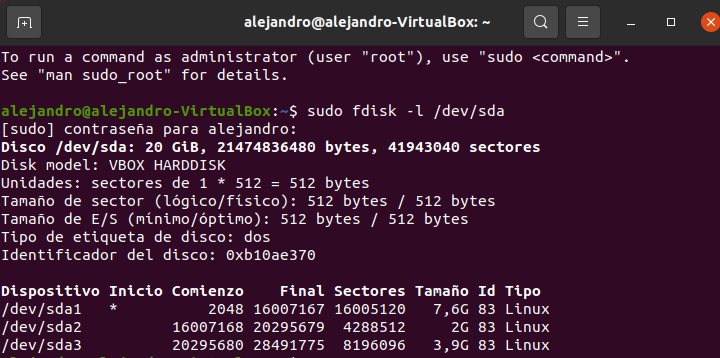 alejandro@alejandro-VirtualBox: ~
To run a command as administrator (user "root"), use "sudo <command>".
See "man sudo_root" for details.
alejandro@alejandro-VirtualBox:~$ sudo fdisk -l /dev/sda
[sudo] contraseña para alejandro:
Disco /dev/sda: 20 GiB, 21474836480 bytes, 41943040 sectores
Disk model: VBOX HARDDISK
Unidades: sectores de 1 * 512 = 512 bytes
Tamaño de sector (lógico/físico): 512 bytes / 512 bytes
Tamaño de E/S (mínimo/óptimo): 512 bytes / 512 bytes
Tipo de etiqueta de disco: dos
Identificador del disco: 0xb10ae370
Dispositivo Inicio Comienzo    Final Sectores Tamaño Id Tipo
/dev/sda1   *          2048 16007167 16005120   7,6G 83 Linux
/dev/sda2          16007168 20295679  4288512     2G 83 Linux
/dev/sda3          20295680 28491775  8196096   3,9G 83 Linux